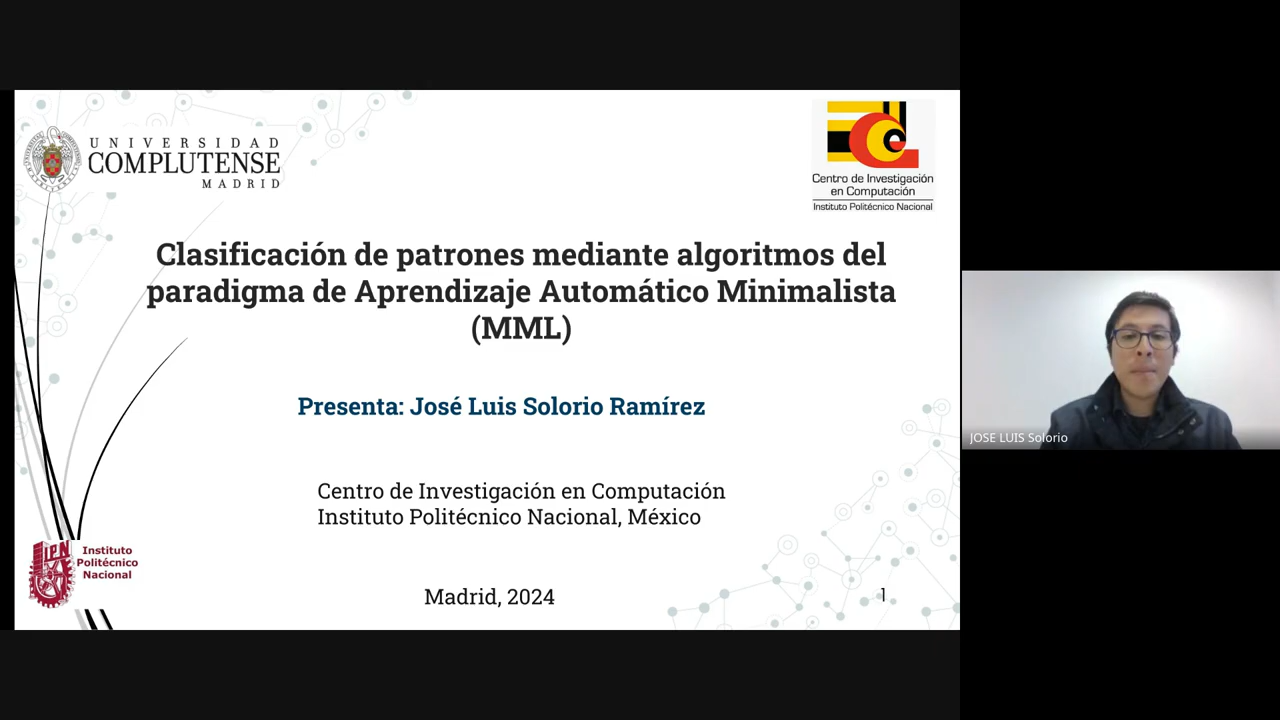 UNIVERSIDAD
COMPLUTENSE
MADRID
Centro de Investigación
en Computación
Instituto Politécnico Nacional
Clasificación de patrones mediante algoritmos del
paradigma de Aprendizaje Automático Minimalista
(MML)
Presenta: José Luis Solorio Ramírez
JOSE LUIS Solorio
Centro de Investigación en Computación
Instituto Politécnico Nacional, México
IPN
Instituto
Politécnico
Nacional
Madrid, 2024
1